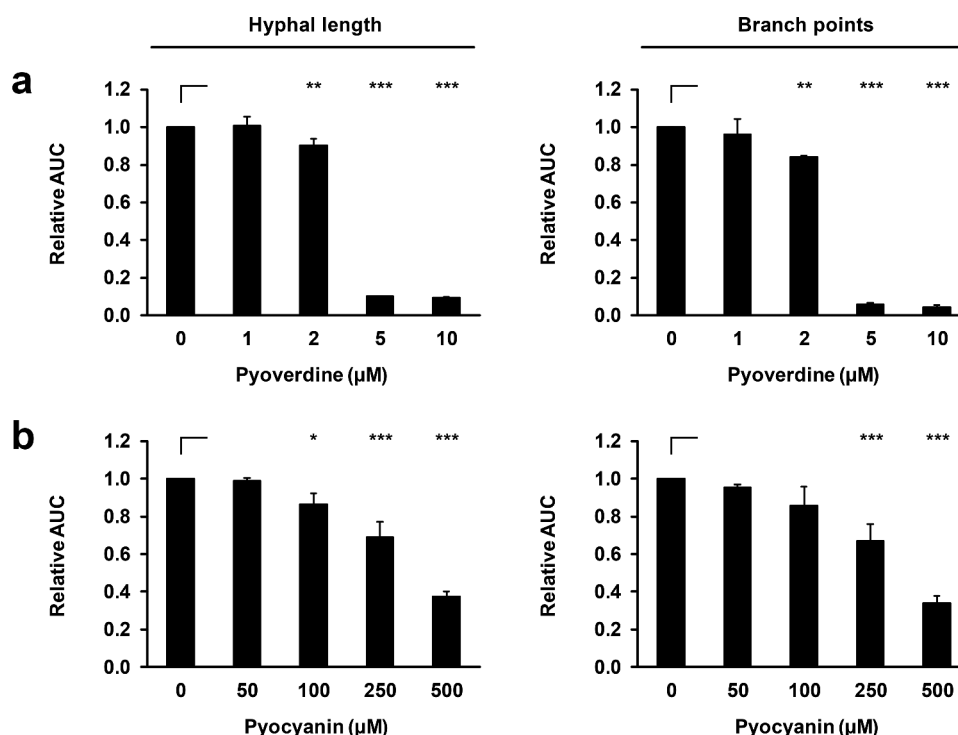 Hyphal length
Branch points
a
Relative AUC
1.2
1.0
0.8
0.6
0.4
0.2
0.0
** *** ***
0 1 2 5 10
Pyoverdine (µM)
Relative AUC
1.2
1.0
0.8
0.6
0.4
0.2
0.0
** *** ***
0 1 2 5 10
Pyoverdine (µM)
b
Relative AUC
1.2
1.0
0.8
0.6
0.4
0.2
0.0
* *** ***
0 50 100 250 500
Pyocyanin (µM)
Relative AUC
1.2
1.0
0.8
0.6
0.4
0.2
0.0
*** ***
0 50 100 250 500
Pyocyanin (µM)